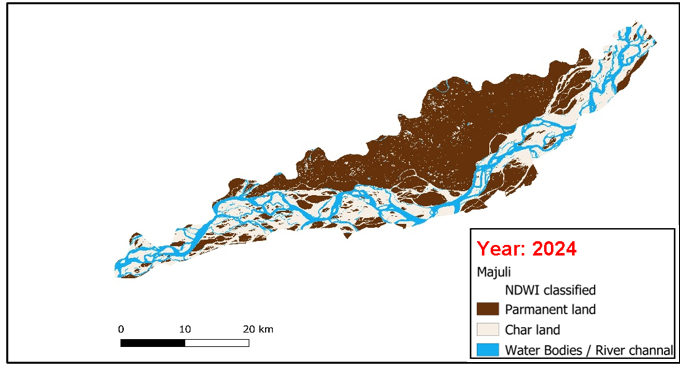 Year: 2024
Majuli
NDWI classified
Parmanent land
Char land
Water Bodies / River channal
0 10 20 km